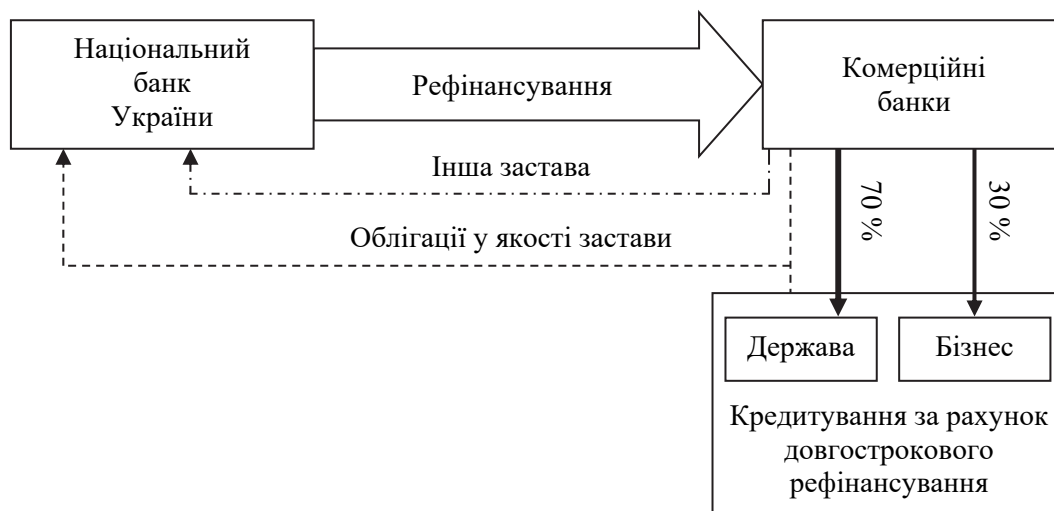 Національний
банк
України
Рефінансування
Комерційні
банки
Інша застава
70 %
30 %
Облігації у якості застави
Держава
Бізнес
Кредитування за рахунок
довгострокового
рефінансування